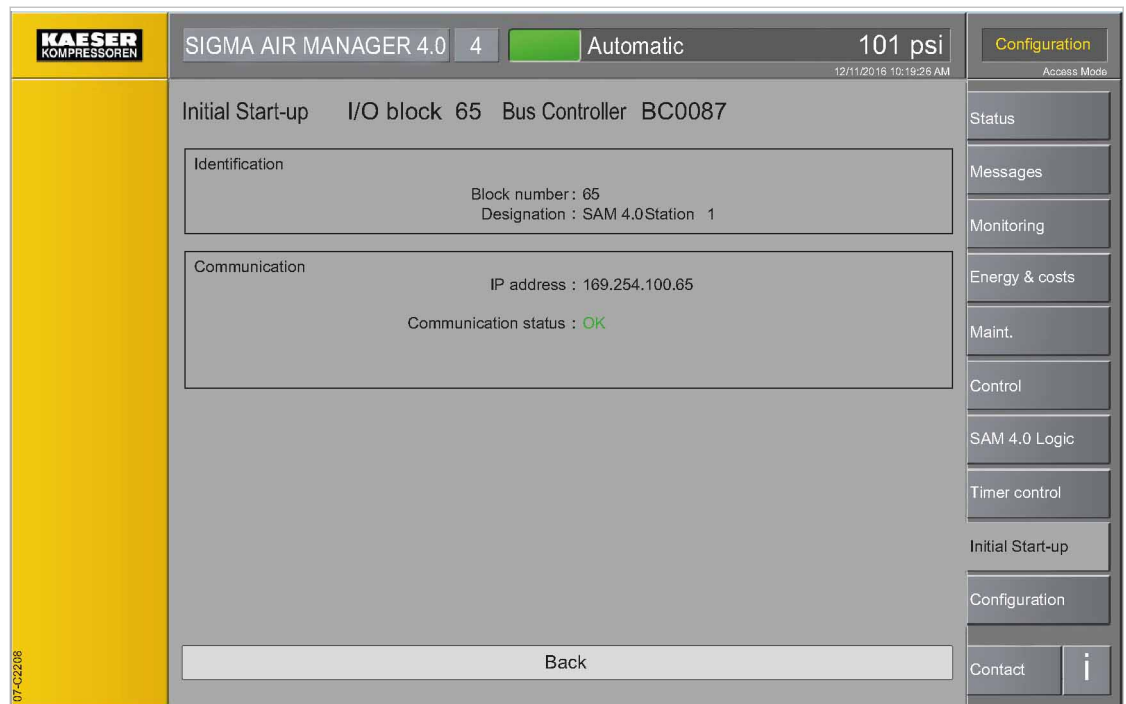 KAESER
KOMPRESSOREN
SIGMA AIR MANAGER 4.0 4 Automatic 101 psi
12/11/2016 10:19:26 AM
Configuration
Access Mode
Initial Start-up I/O block 65 Bus Controller BC0087
Identification
Block number : 65
Designation : SAM 4.0Station 1
Communication
IP address : 169.254.100.65
Communication status : OK
Back
Status
Messages
Monitoring
Energy & costs
Maint.
Control
SAM 4.0 Logic
Timer control
Initial Start-up
Configuration
Contact i
07-C2208